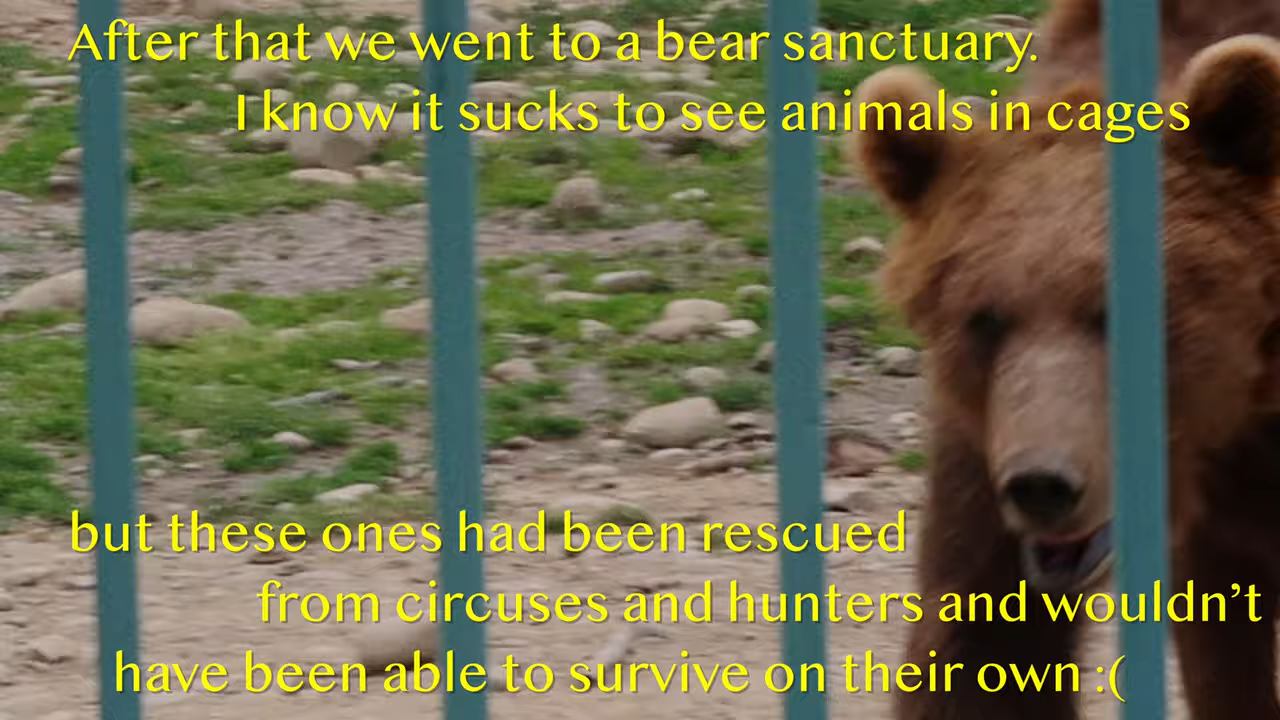 After that we went to a bear sanctuary.
I know it sucks to see animals in cages
but these ones had been rescued
from circuses and hunters and wouldn’t
have been able to survive on their own :(